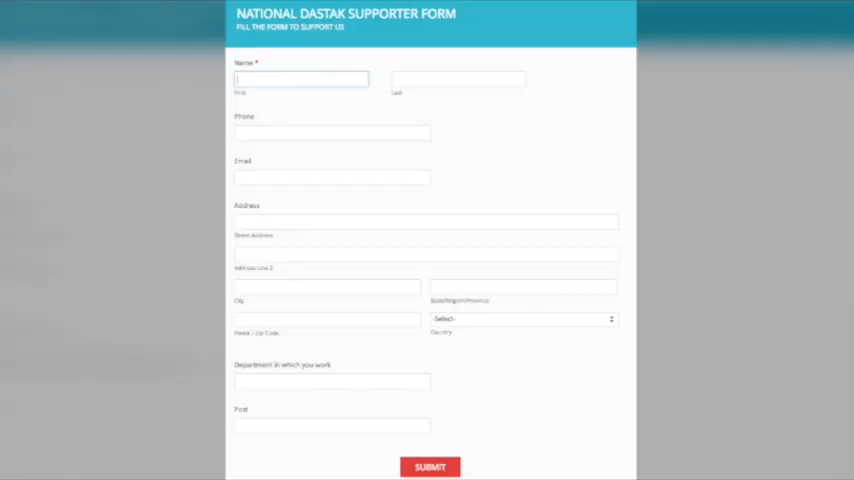 NATIONAL DASTAK SUPPORTER FORM
FILL THE FORM TO SUPPORT US
Name *
First Last
Phone
Email
Address
Street Address
Address Line 2
City State/Region/Province
Postal / Zip Code Country
-Select-
Department in which you work
Post
SUBMIT